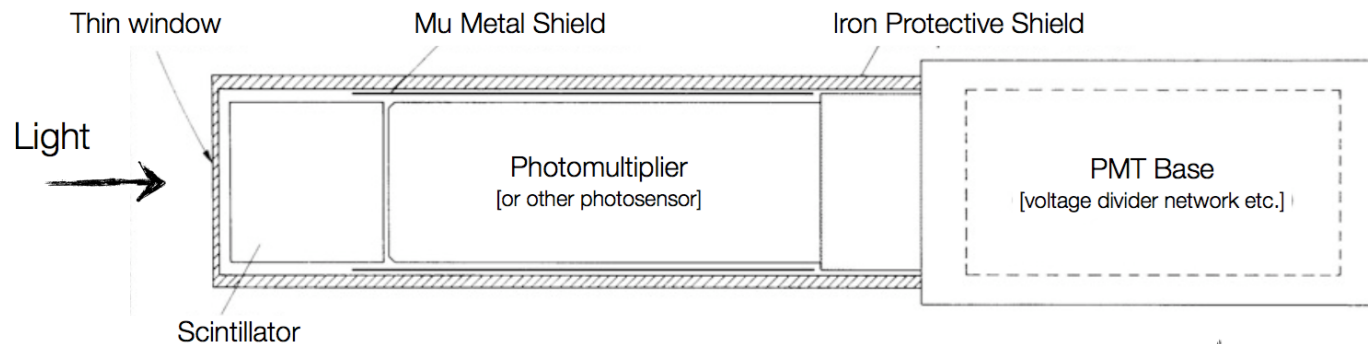 Thin window
Mu Metal Shield
Iron Protective Shield
Light
Photomultiplier
[or other photosensor]
PMT Base
[voltage divider network etc.]
Scintillator